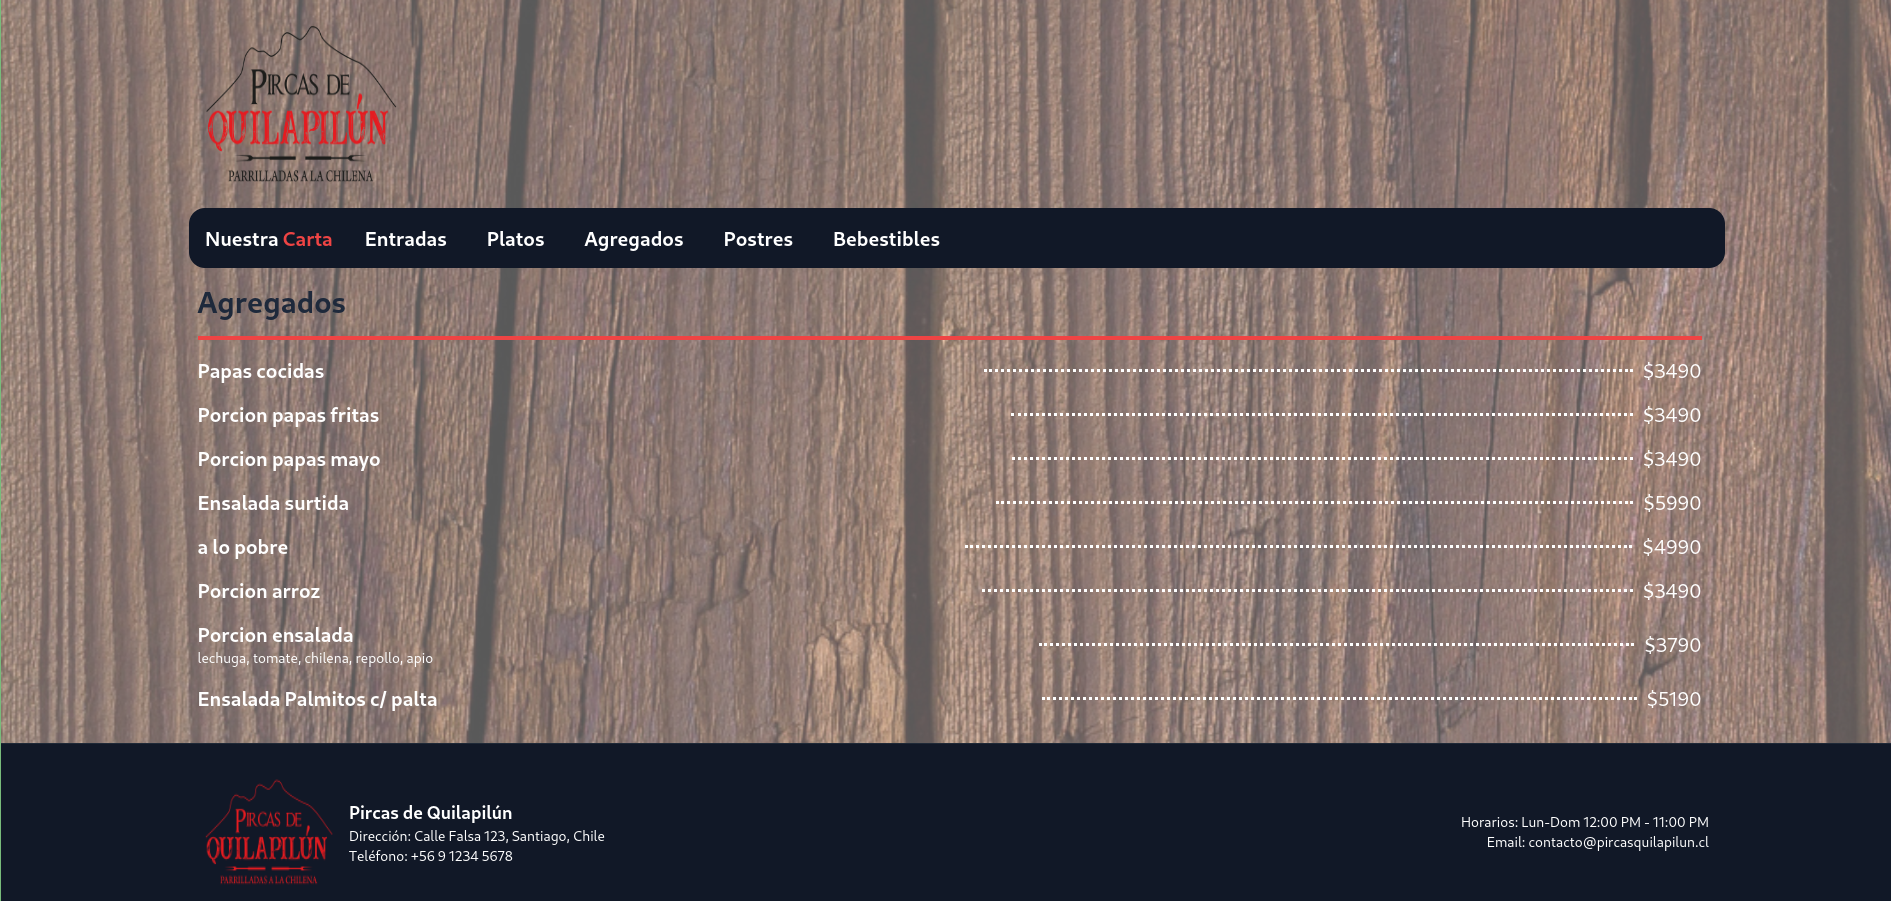 PIRCAS DE
QUILAPILÚN
PARRILLADAS A LA CHILENA
Nuestra Carta Entradas Platos Agregados Postres Bebestibles
Agregados
Papas cocidas $3490
Porcion papas fritas $3490
Porcion papas mayo $3490
Ensalada surtida $5990
a lo pobre $4990
Porcion arroz $3490
Porcion ensalada $3790
lechuga, tomate, chilena, repollo, apio
Ensalada Palmitos c/ palta $5190
PIRCAS DE
QUILAPILÚN
PARRILLADAS A LA CHILENA
Pircas de Quilapilún
Dirección: Calle Falsa 123, Santiago, Chile
Teléfono: +56 9 1234 5678
Horarios: Lun-Dom 12:00 PM - 11:00 PM
Email: contacto@pircasquilapilun.cl